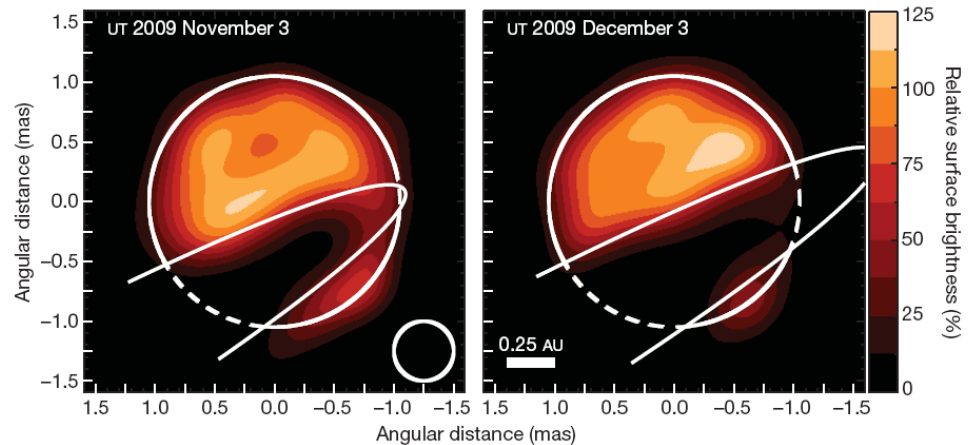 UT 2009 November 3
UT 2009 December 3
Angular distance (mas)
1.5
1.0
0.5
0.0
−0.5
−1.0
−1.5
0.25 AU
1.5 1.0 0.5 0.0 −0.5 −1.0 −1.5
1.5 1.0 0.5 0.0 −0.5 −1.0 −1.5
Angular distance (mas)
125
100
75
50
25
0
Relative surface brightness (%)